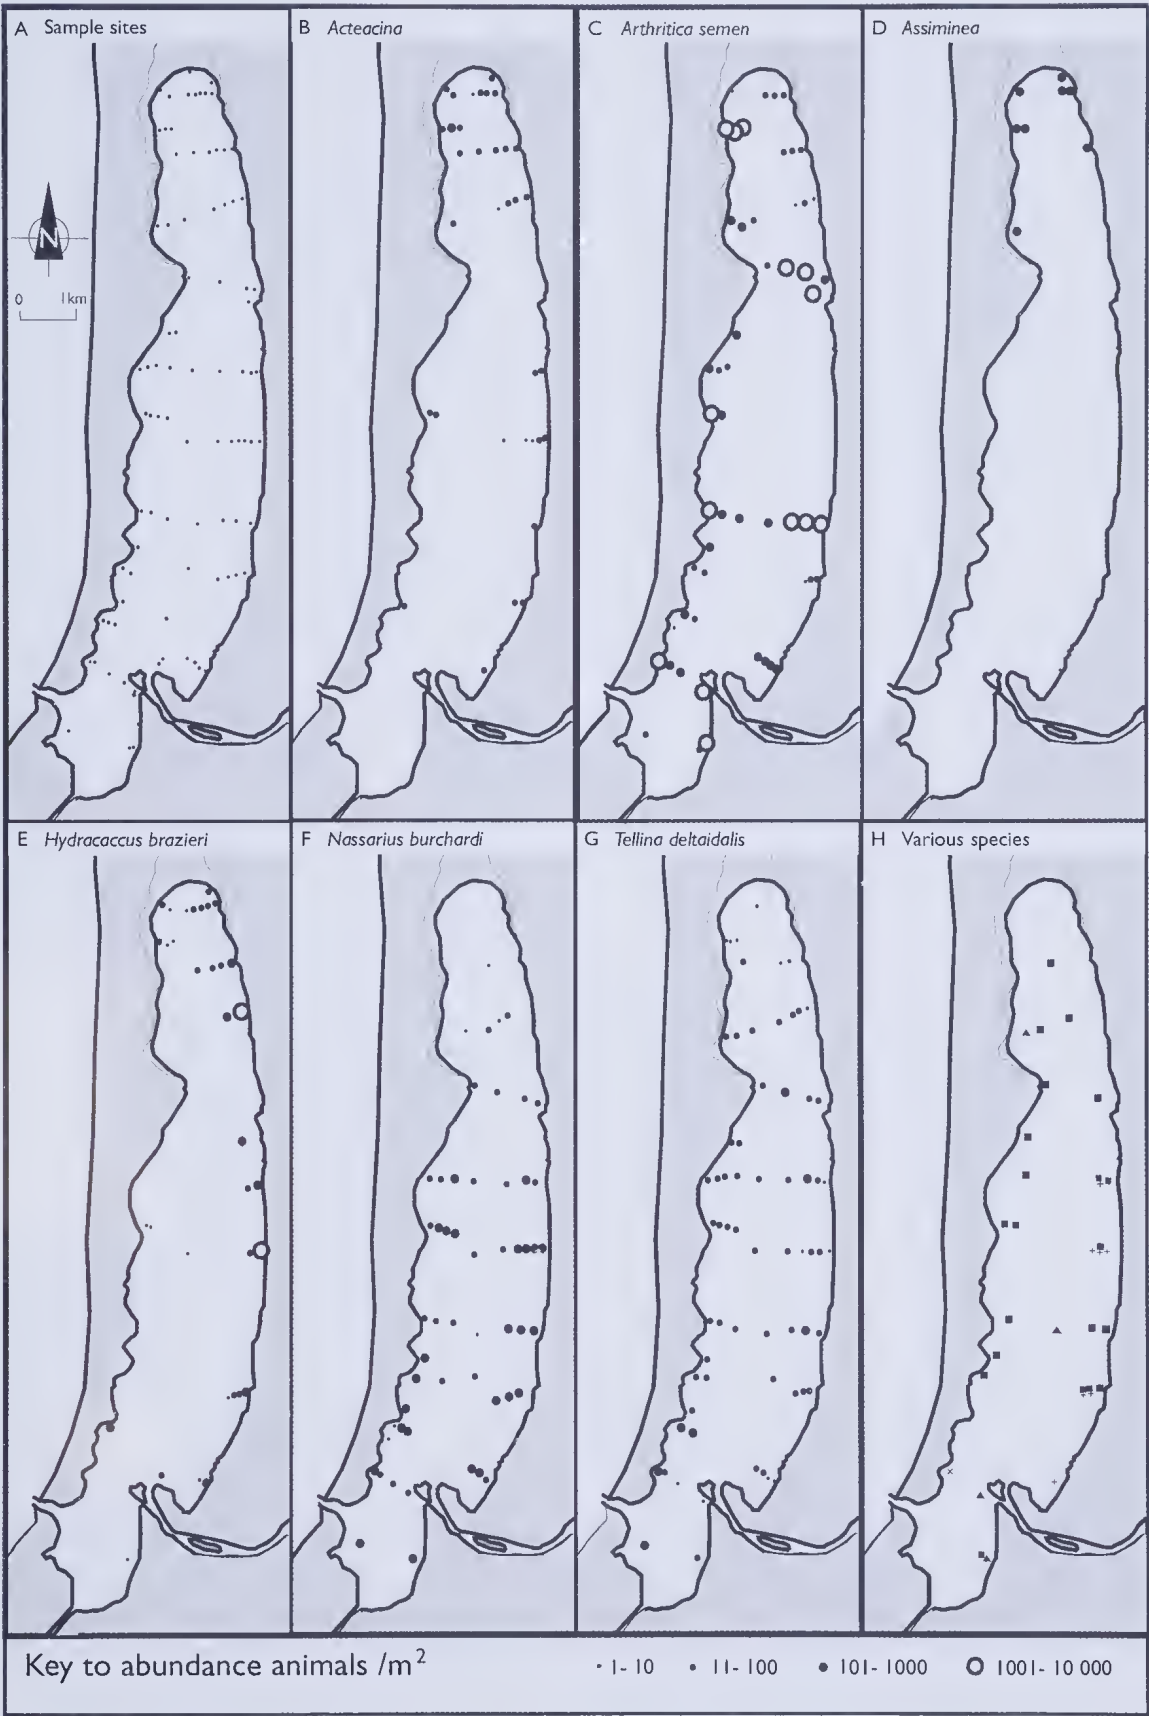 A Sample sites
B Acteacina
C Arthritica semen
D Assiminea
N
0 1km
E Hydracaccus brazieri
F Nassarius burchardi
G Tellina deltaidalis
H Various species
Key to abundance animals /m²
1-10
11-100
101-1000
1001-10 000